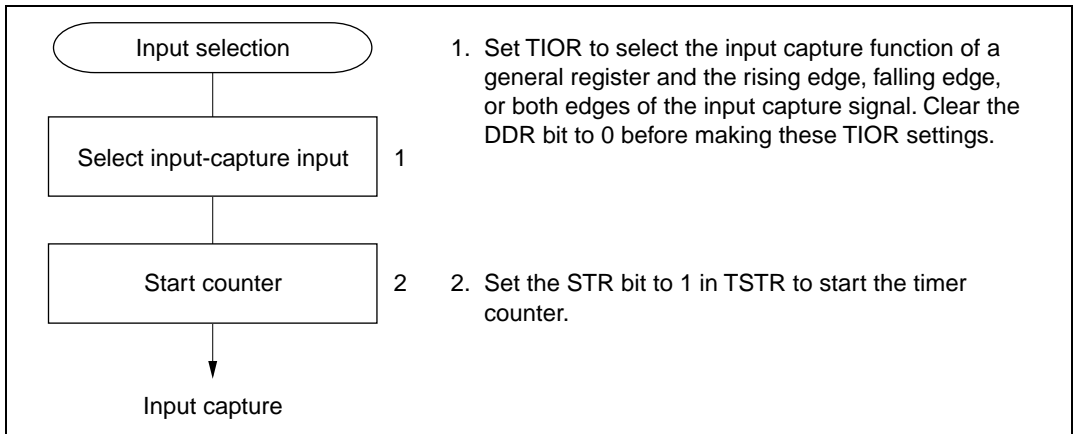 Input selection
Select input-capture input 1
Start counter 2
Input capture
1. Set TIOR to select the input capture function of a
general register and the rising edge, falling edge,
or both edges of the input capture signal. Clear the
DDR bit to 0 before making these TIOR settings.
2. Set the STR bit to 1 in TSTR to start the timer
counter.